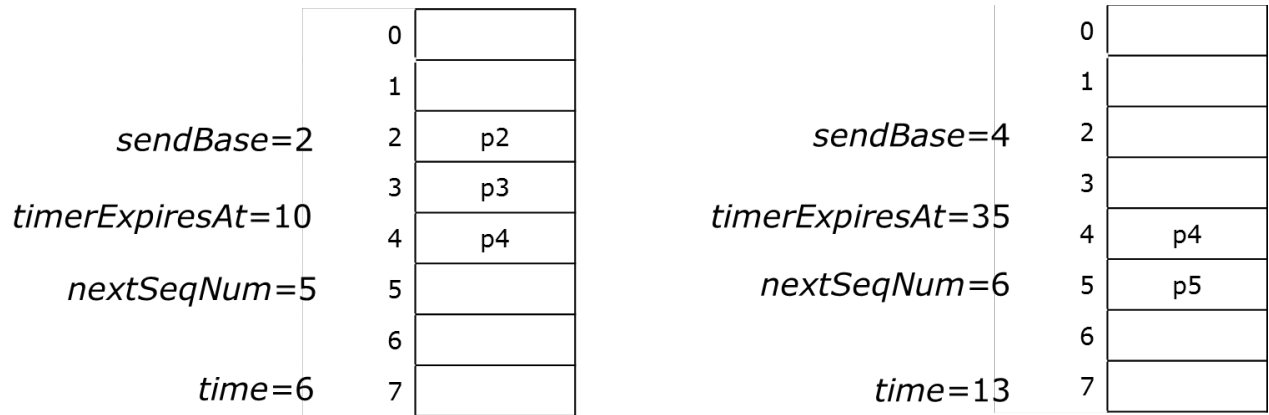 0
1
sendBase=2 2 p2
3 p3
timerExpiresAt=10
4 p4
nextSeqNum=5 5
6
time=6 7
0
1
sendBase=4 2
3
timerExpiresAt=35
4 p4
nextSeqNum=6 5 p5
6
time=13 7